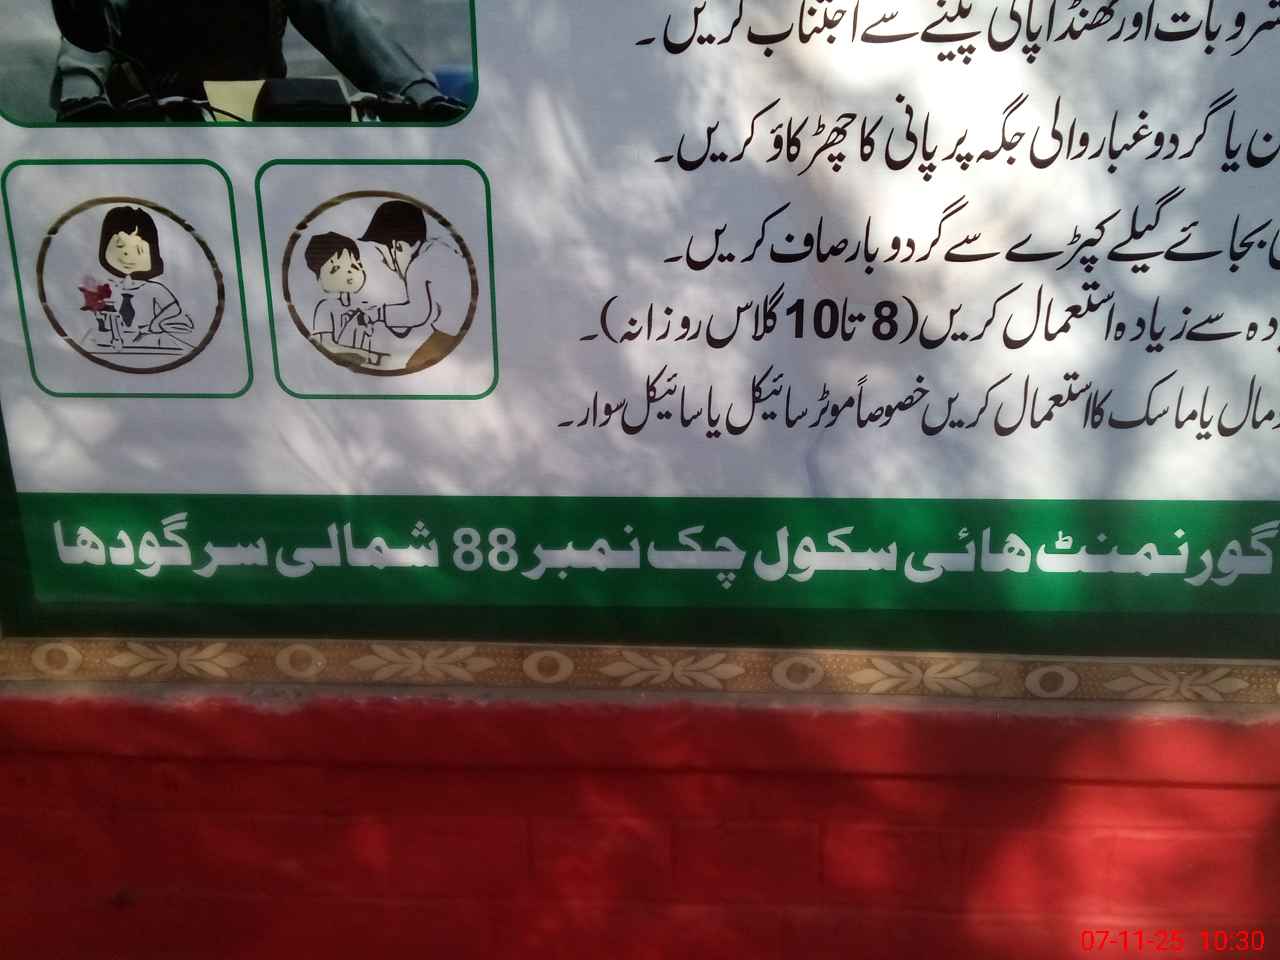 مشروبات اور ٹھنڈا پانی پینے سے اجتناب کریں۔
یا گردوغبار والی جگہ پر پانی کا چھڑکاؤ کریں۔
بجائے گیلے کپڑے سے گردوبار صاف کریں۔
سے زیادہ استعمال کریں (8 تا 10 گلاس روزانہ)۔
یا ماسک کا استعمال کریں خصوصاً موٹر سائیکل یا سائیکل سوار۔
گورنمنٹ ھائی سکول چک نمبر 88 شمالی سرگودھا
07-11-25 10:30